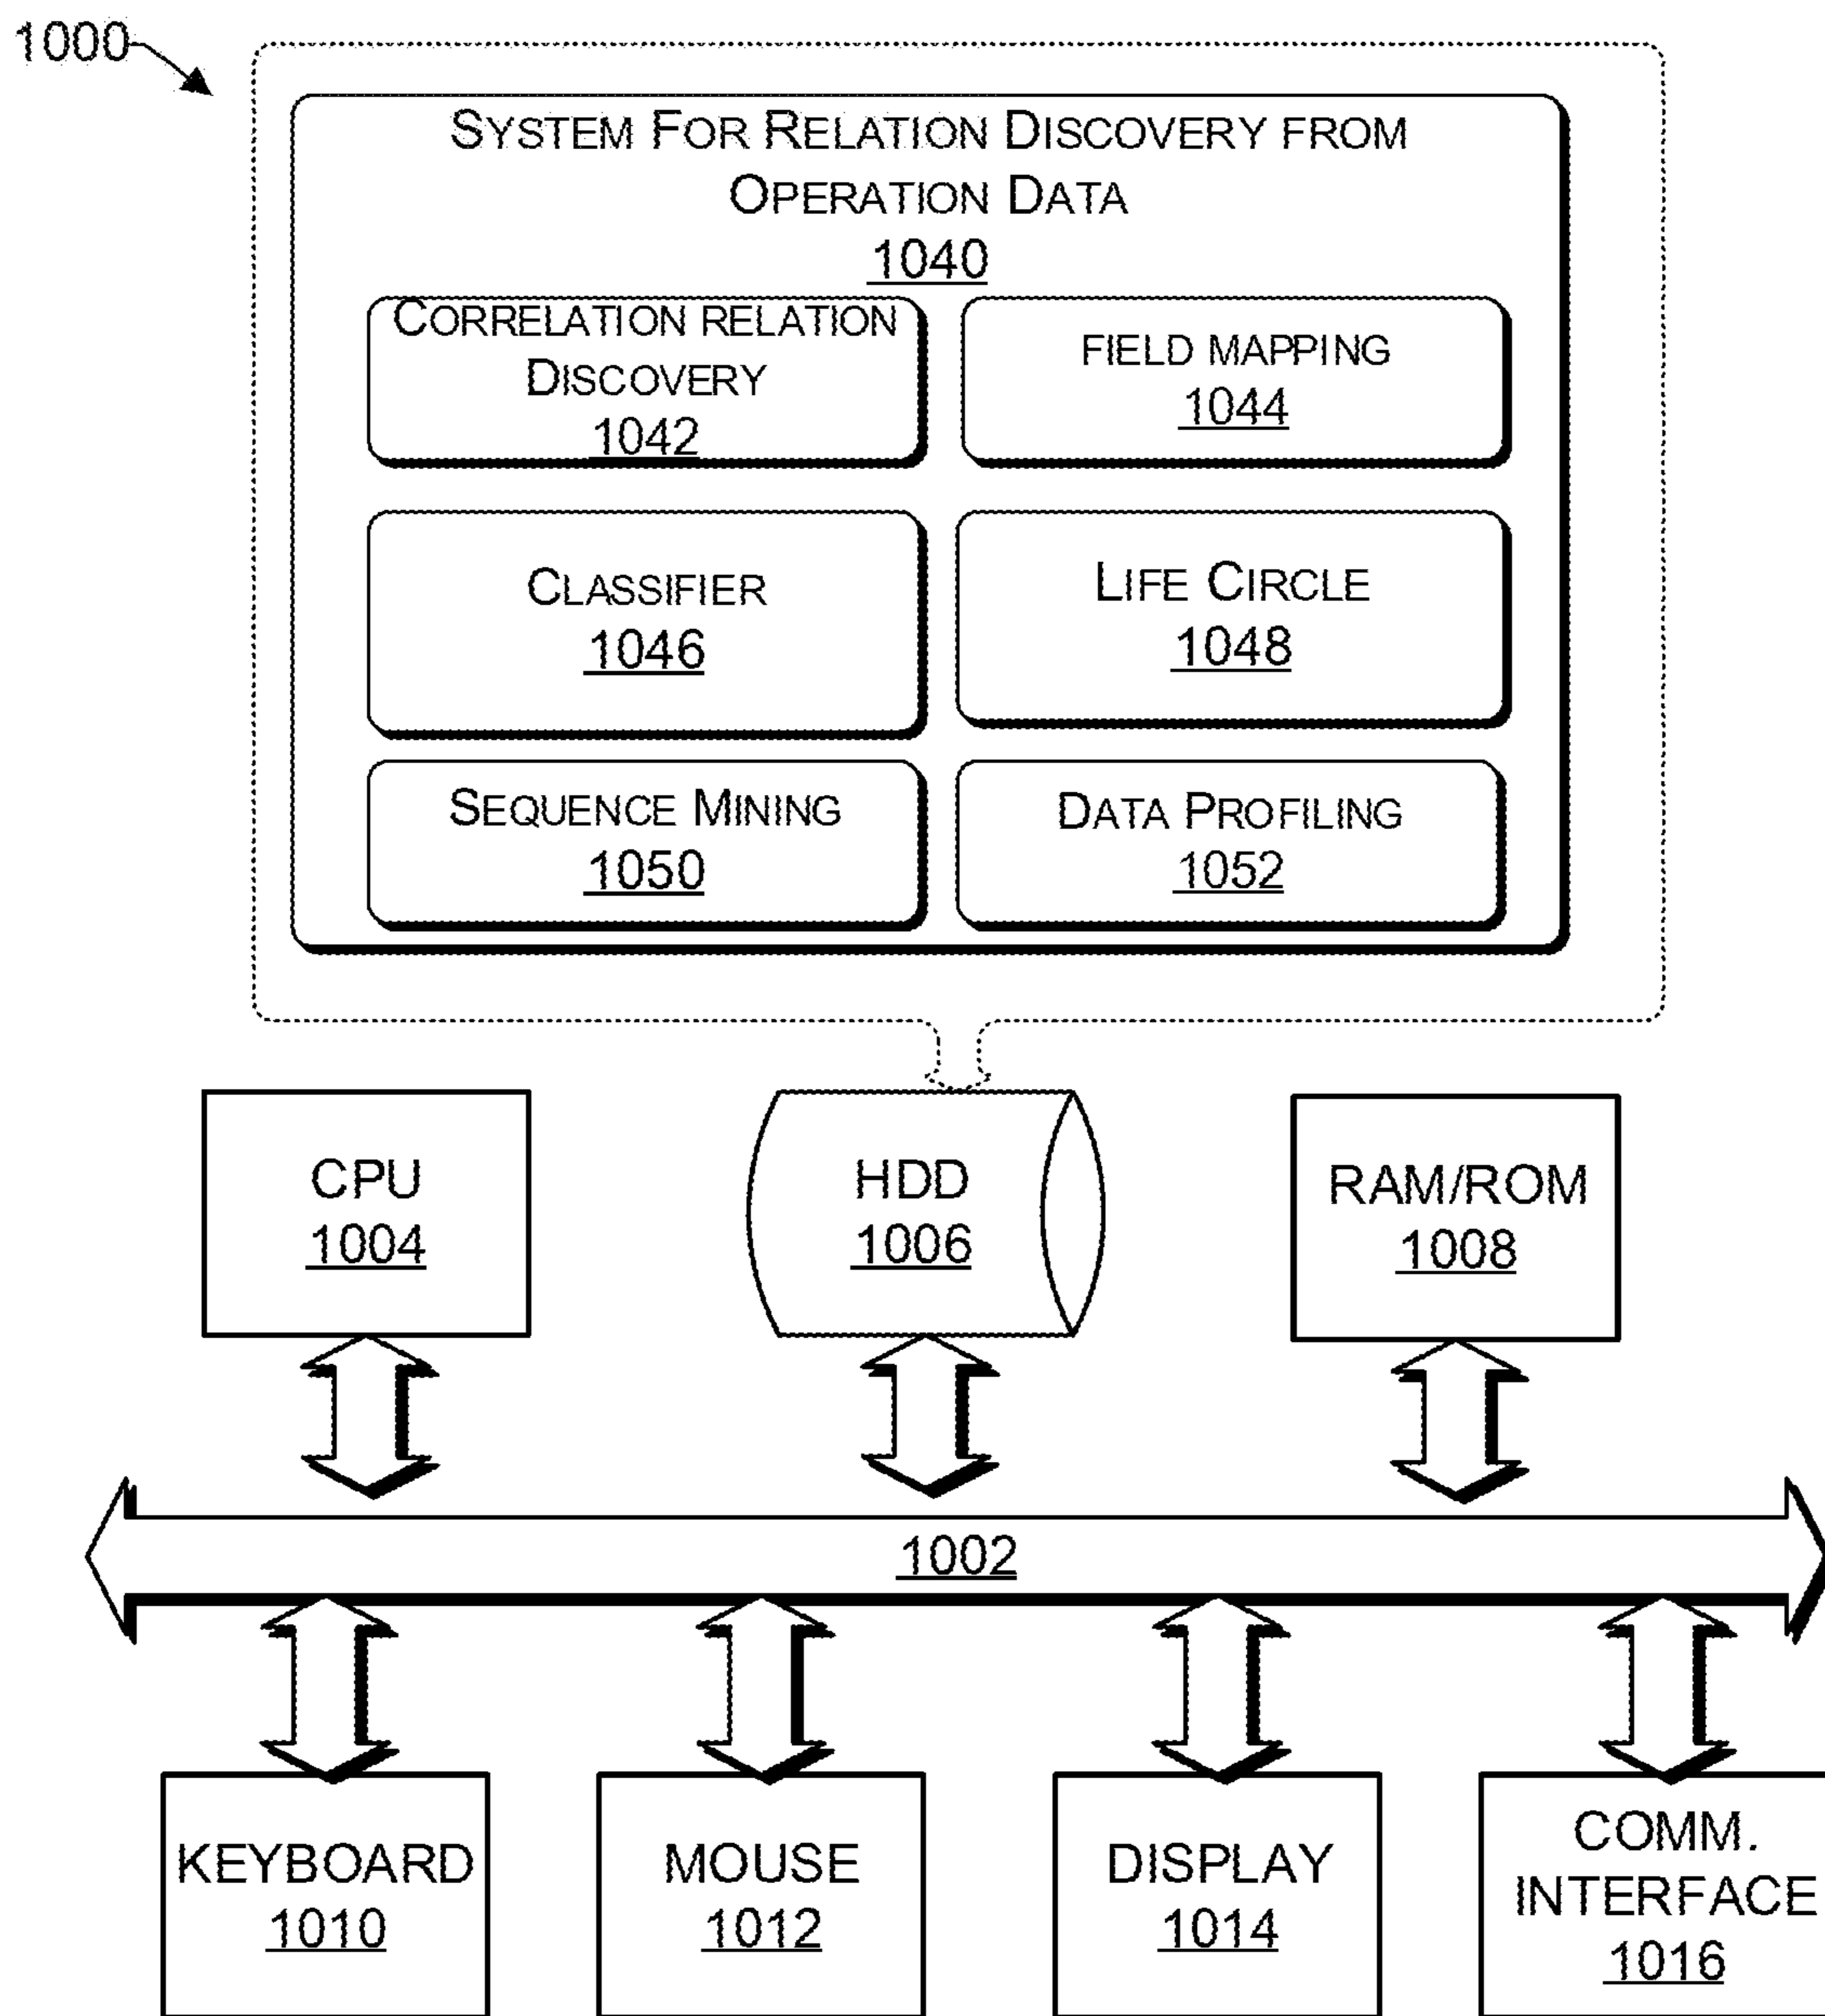 1000
SYSTEM FOR RELATION DISCOVERY FROM
OPERATION DATA
1040
CORRELATION RELATION
DISCOVERY
1042
FIELD MAPPING
1044
CLASSIFIER
1046
LIFE CIRCLE
1048
SEQUENCE MINING
1050
DATA PROFILING
1052
CPU
1004
HDD
1006
RAM/ROM
1008
1002
KEYBOARD
1010
MOUSE
1012
DISPLAY
1014
COMM.
INTERFACE
1016